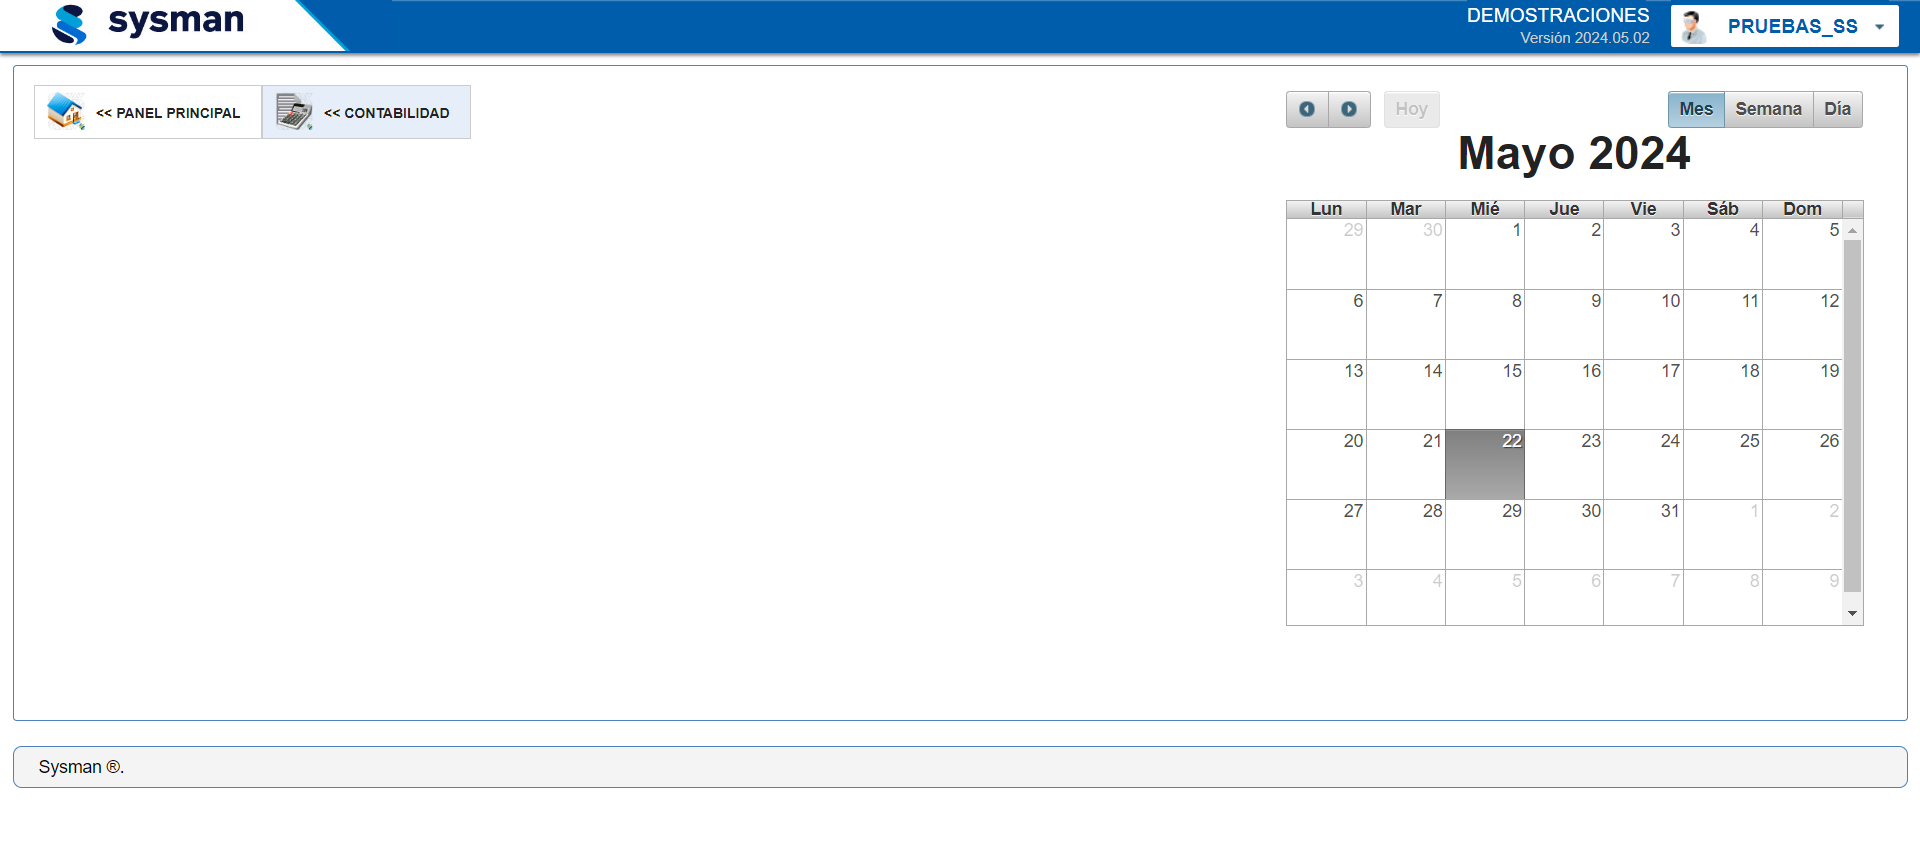 sysman
DEMOSTRACIONES
Versión 2024.05.02
PRUEBAS_SS
<< PANEL PRINCIPAL
<< CONTABILIDAD
Hoy
Mes Semana Día
Mayo 2024
Lun Mar Mié Jue Vie Sáb Dom
29 30 1 2 3 4 5
6 7 8 9 10 11 12
13 14 15 16 17 18 19
20 21 22 23 24 25 26
27 28 29 30 31 1 2
3 4 5 6 7 8 9
Sysman ®.